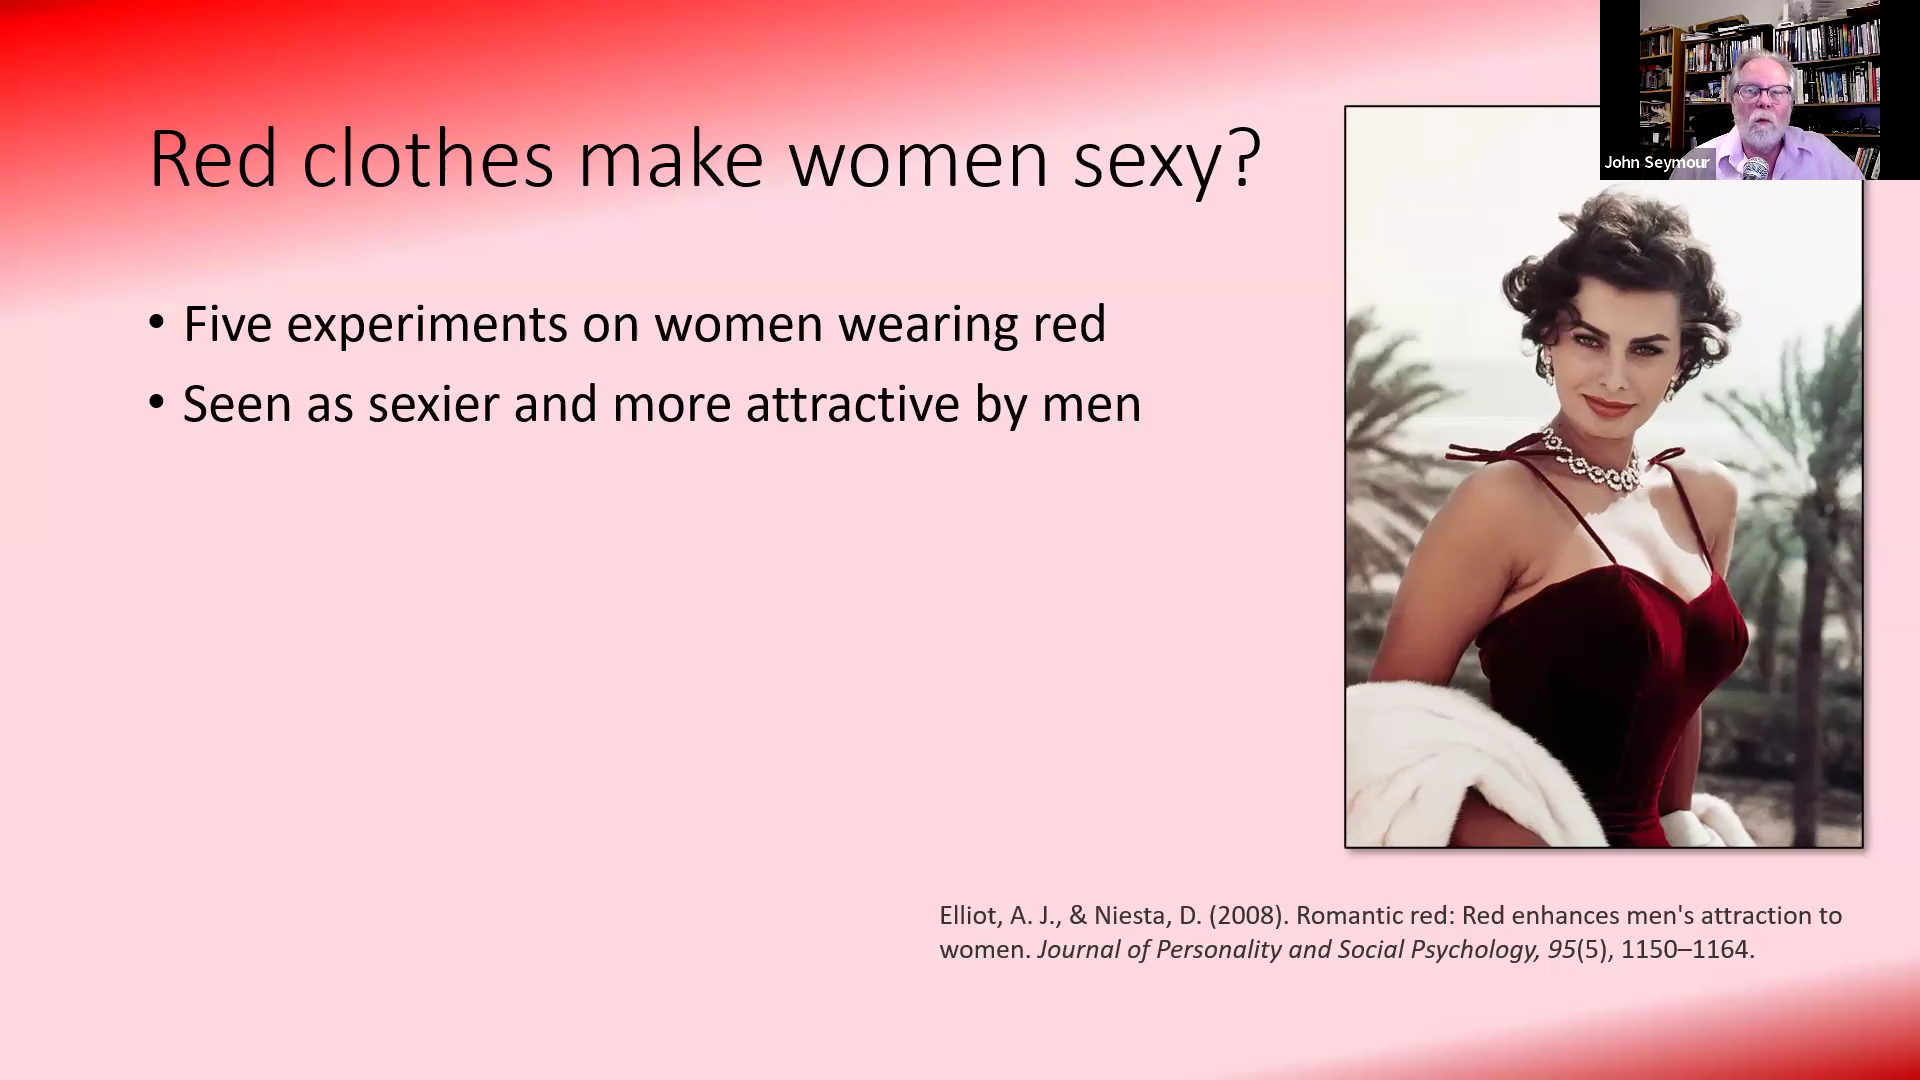 Red clothes make women sexy?
John Seymour
• Five experiments on women wearing red
• Seen as sexier and more attractive by men
Elliot, A. J., & Niesta, D. (2008). Romantic red: Red enhances men's attraction to
women. Journal of Personality and Social Psychology, 95(5), 1150–1164.